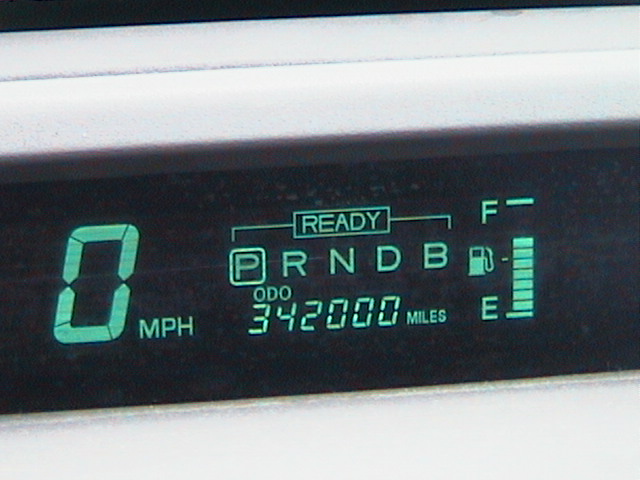 READY
F
P R N D B
ODO
0 MPH
342000 MILES
E